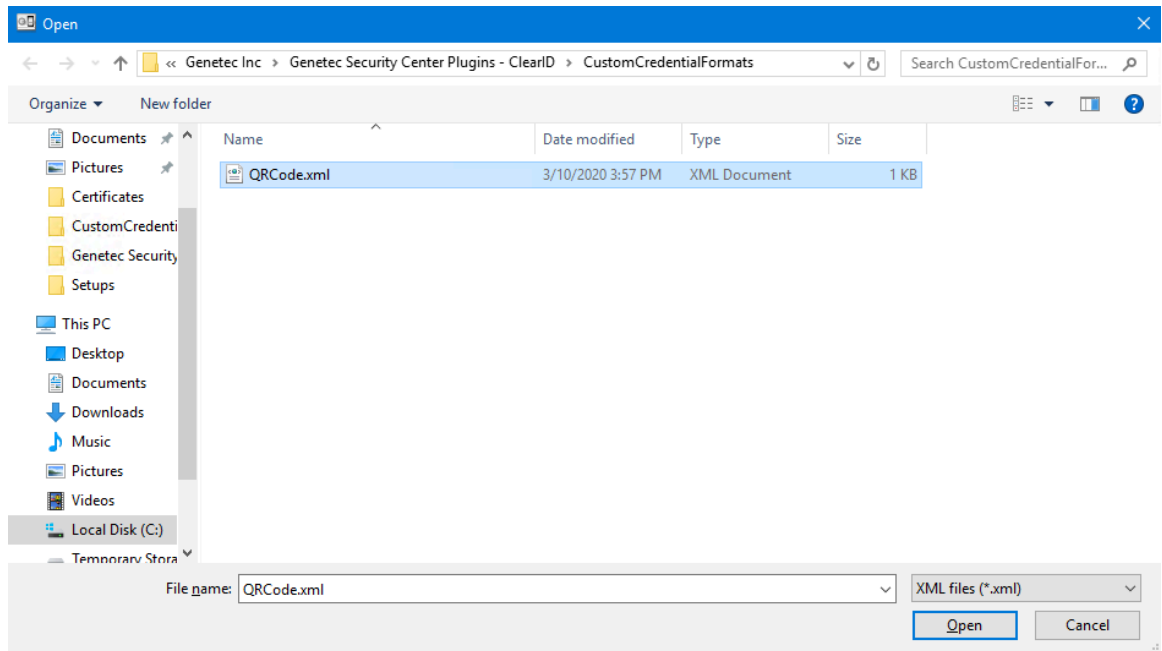 Open
« Genetec Inc > Genetec Security Center Plugins - ClearID > CustomCredentialFormats
Search CustomCredentialFor...
Organize
New folder
Name
Date modified
Type
Size
QRCode.xml
3/10/2020 3:57 PM
XML Document
1 KB
Documents
Pictures
Certificates
CustomCredenti
Genetec Security
Setups
This PC
Desktop
Documents
Downloads
Music
Pictures
Videos
Local Disk (C:)
Temporary Stora
File name:
QRCode.xml
XML files (*.xml)
Open
Cancel